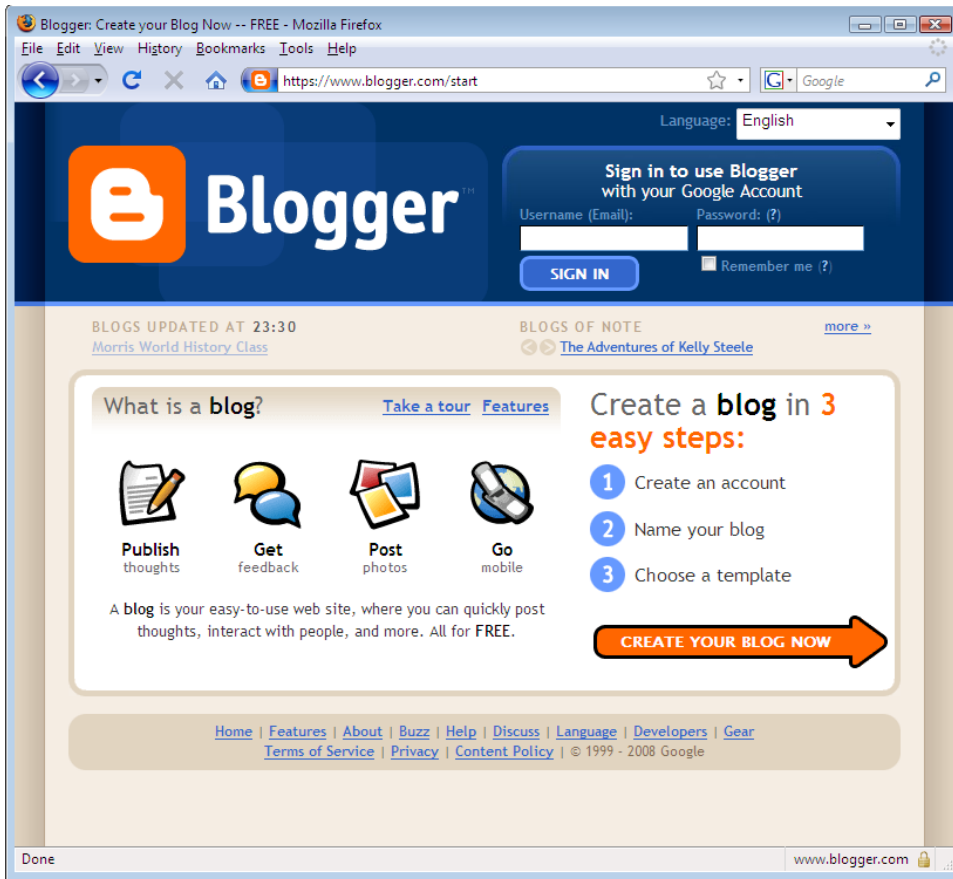 Blogger: Create your Blog Now -- FREE - Mozilla Firefox
File Edit View History Bookmarks Tools Help
https://www.blogger.com/start
G Google
Language: English
Blogger™
Sign in to use Blogger
with your Google Account
Username (Email): Password: (?)
SIGN IN
Remember me (?)
BLOGS UPDATED AT 23:30
Morris World History Class
BLOGS OF NOTE more »
The Adventures of Kelly Steele
What is a blog? Take a tour Features
Publish
thoughts
Get
feedback
Post
photos
Go
mobile
A blog is your easy-to-use web site, where you can quickly post
thoughts, interact with people, and more. All for FREE.
Create a blog in 3
easy steps:
1 Create an account
2 Name your blog
3 Choose a template
CREATE YOUR BLOG NOW
Home | Features | About | Buzz | Help | Discuss | Language | Developers | Gear
Terms of Service | Privacy | Content Policy | © 1999 - 2008 Google
Done www.blogger.com